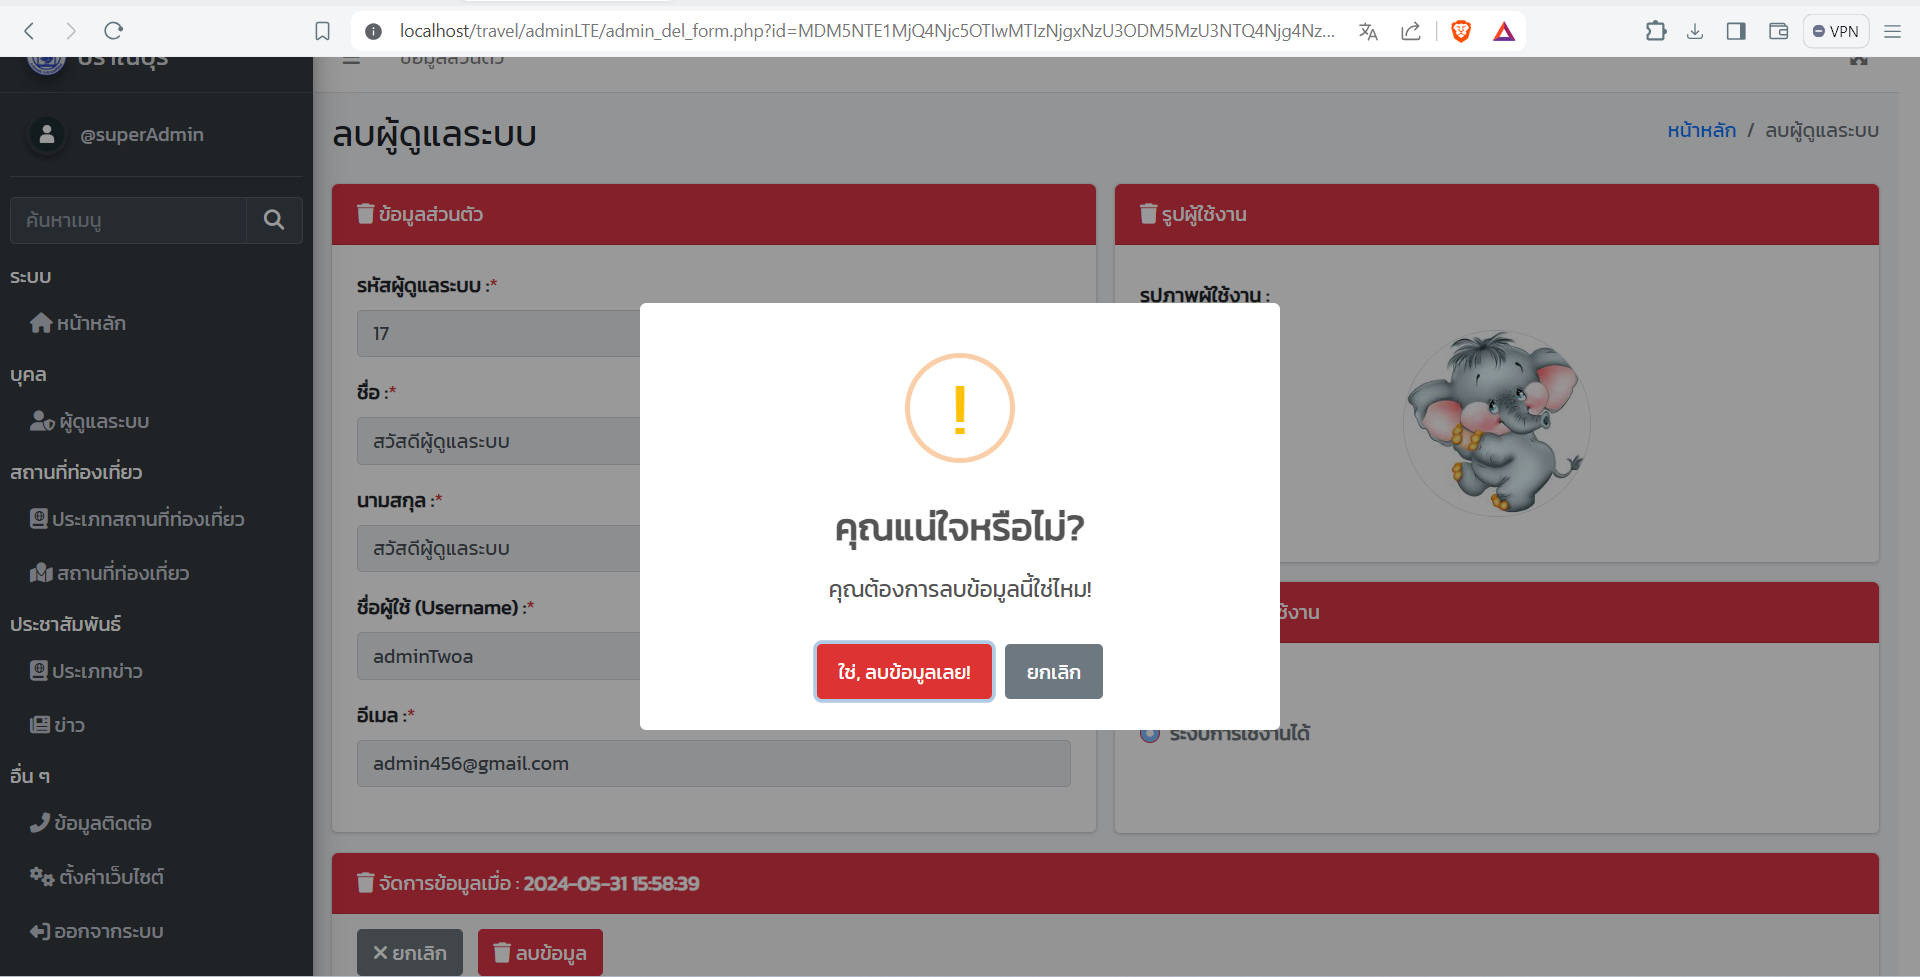 localhost/travel/adminLTE/admin_del_form.php?id=MDM5NTE1MjQ4Njc5OTIwMTIzNjgxNzU3ODM5MzU3NTQ4Njg4Nz...
VPN
ปราณบุรี
ข้อมูลส่วนตัว
@superAdmin
ค้นหาเมนู
ระบบ
หน้าหลัก
บุคล
ผู้ดูแลระบบ
สถานที่ท่องเที่ยว
ประเภทสถานที่ท่องเที่ยว
สถานที่ท่องเที่ยว
ประชาสัมพันธ์
ประเภทข่าว
ข่าว
อื่น ๆ
ข้อมูลติดต่อ
ตั้งค่าเว็บไซต์
ออกจากระบบ
ลบผู้ดูแลระบบ
หน้าหลัก / ลบผู้ดูแลระบบ
ข้อมูลส่วนตัว
รหัสผู้ดูแลระบบ :*
17
ชื่อ :*
สวัสดีผู้ดูแลระบบ
นามสกุล :*
สวัสดีผู้ดูแลระบบ
ชื่อผู้ใช้ (Username) :*
adminTwoa
อีเมล :*
admin456@gmail.com
รูปผู้ใช้งาน
รูปภาพผู้ใช้งาน :
ช้งาน
ระงับการใช้งานได้
คุณแน่ใจหรือไม่?
คุณต้องการลบข้อมูลนี้ใช่ไหม!
ใช่, ลบข้อมูลเลย!
ยกเลิก
จัดการข้อมูลเมื่อ : 2024-05-31 15:58:39
ยกเลิก
ลบข้อมูล